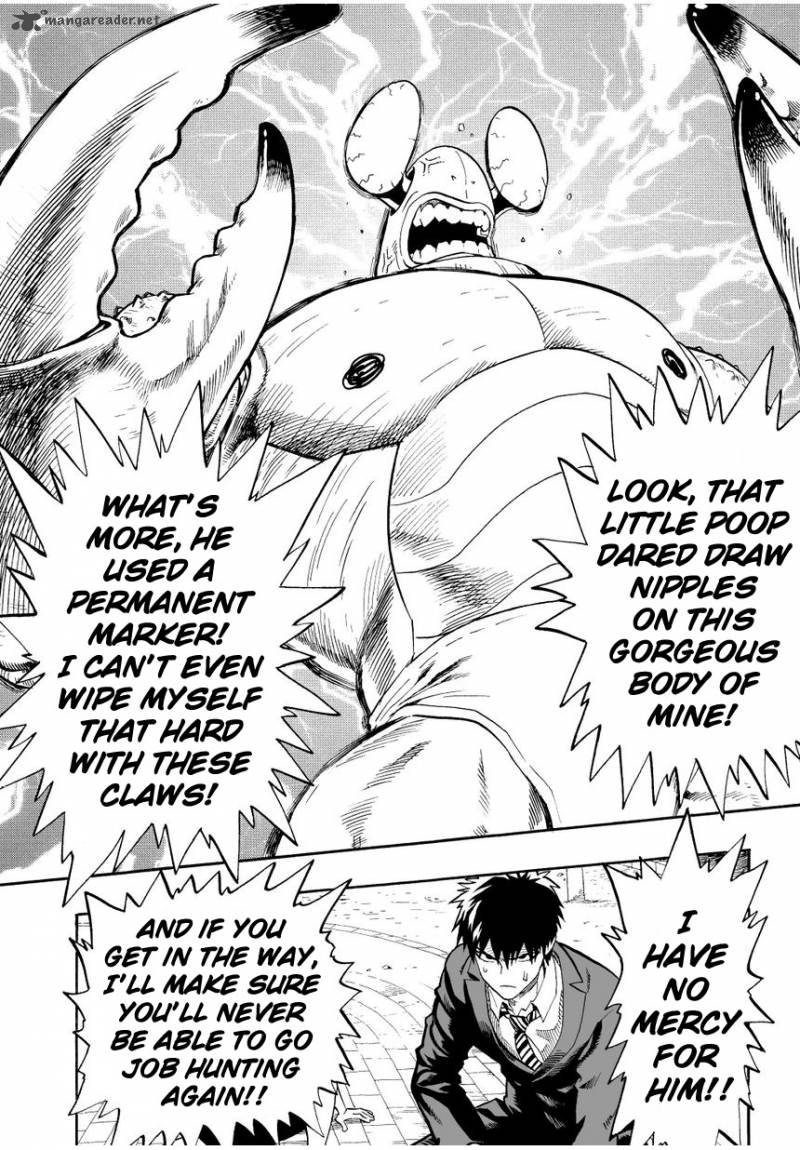 mangareader.net
LOOK, THAT
LITTLE POOP
DARED DRAW
NIPPLES
ON THIS
GORGEOUS
BODY OF
MINE!
WHAT'S
MORE, HE
USED A
PERMANENT
MARKER!
I CAN'T EVEN
WIPE MYSELF
THAT HARD
WITH THESE
CLAWS!
I
HAVE
NO
MERCY
FOR
HIM!!
AND IF YOU
GET IN THE WAY,
I'LL MAKE SURE
YOU'LL NEVER
BE ABLE TO GO
JOB HUNTING
AGAIN!!